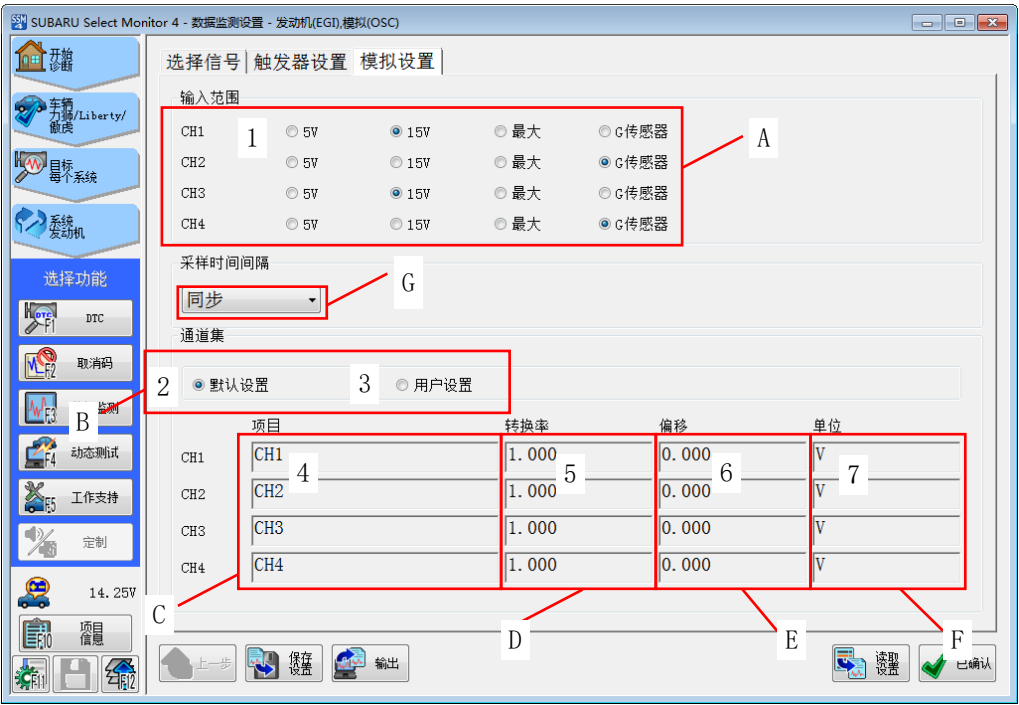 SUBARU Select Monitor 4 - 数据监测设置 - 发动机(EGI),模拟(OSC)
开始
诊断
车辆
力狮/Liberty/
傲虎
目标
每个系统
系统
发动机
选择功能
F1 DTC
F2 取消码
F3 监测
F4 动态测试
F5 工作支持
定制
14.25V
F10 项目
信息
F11
F12
选择信号 触发器设置 模拟设置
输入范围
CH1 1 5V 15V 最大 G传感器 A
CH2 5V 15V 最大 G传感器
CH3 5V 15V 最大 G传感器
CH4 5V 15V 最大 G传感器
采样时间间隔
同步 G
通道集
2 默认设置 3 用户设置
B
项目 转换率 偏移 单位
CH1 CH1 4 1.000 5 0.000 6 V 7
CH2 CH2 1.000 0.000 V
CH3 CH3 1.000 0.000 V
CH4 CH4 1.000 0.000 V
C D E F
上一步 保存
设置 输出 读取
设置 已确认